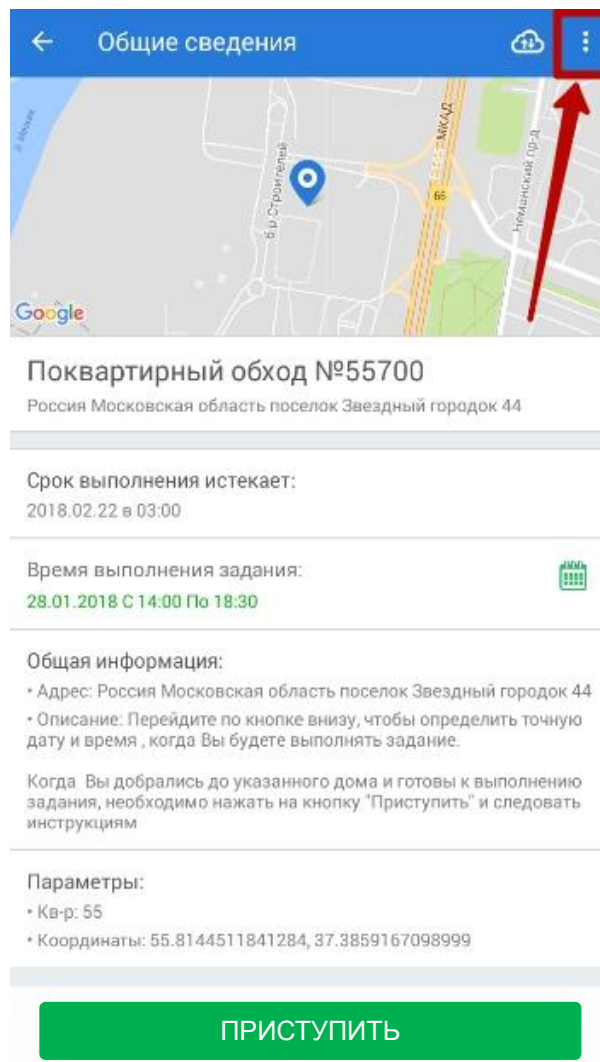 Общие сведения
МКАД
б-р Строителей
66
Неманский пр-д
Google
Поквартирный обход №55700
Россия Московская область поселок Звездный городок 44
Срок выполнения истекает:
2018.02.22 в 03:00
Время выполнения задания:
28.01.2018 С 14:00 По 18:30
Общая информация:
• Адрес: Россия Московская область поселок Звездный городок 44
• Описание: Перейдите по кнопке внизу, чтобы определить точную
дату и время , когда Вы будете выполнять задание.
Когда Вы добрались до указанного дома и готовы к выполнению
задания, необходимо нажать на кнопку "Приступить" и следовать
инструкциям
Параметры:
• Кв-р: 55
• Координаты: 55.8144511841284, 37.3859167098999
ПРИСТУПИТЬ